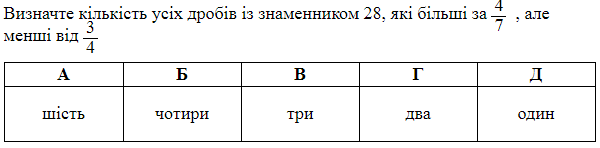 Визначте кількість усіх дробів із знаменником 28, які більші за 4/7 , але
менші від 3/4
А Б В Г Д
шість чотири три два один